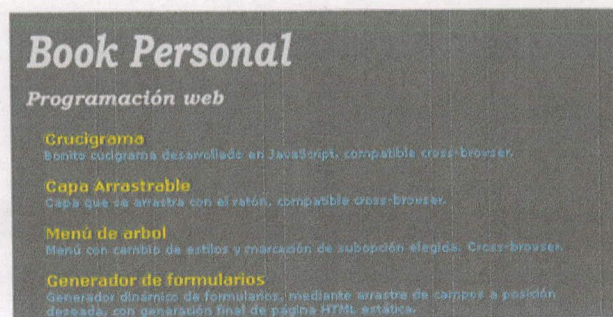 Book Personal
Programación web
Crucigrama
Bonito cucigrama desarrollado en JavaScript, compatible cross-browser.
Capa Arrastrable
Capa que se arrastra con el ratón, compatible cross-browser.
Menú de arbol
Menú con cambio de estilos y marcación de subopción elegida. Cross-browser.
Generador de formularios
Generador dinámico de formularios, mediante arrastre de campos a posición
deseada, con generación final de página HTML estática.